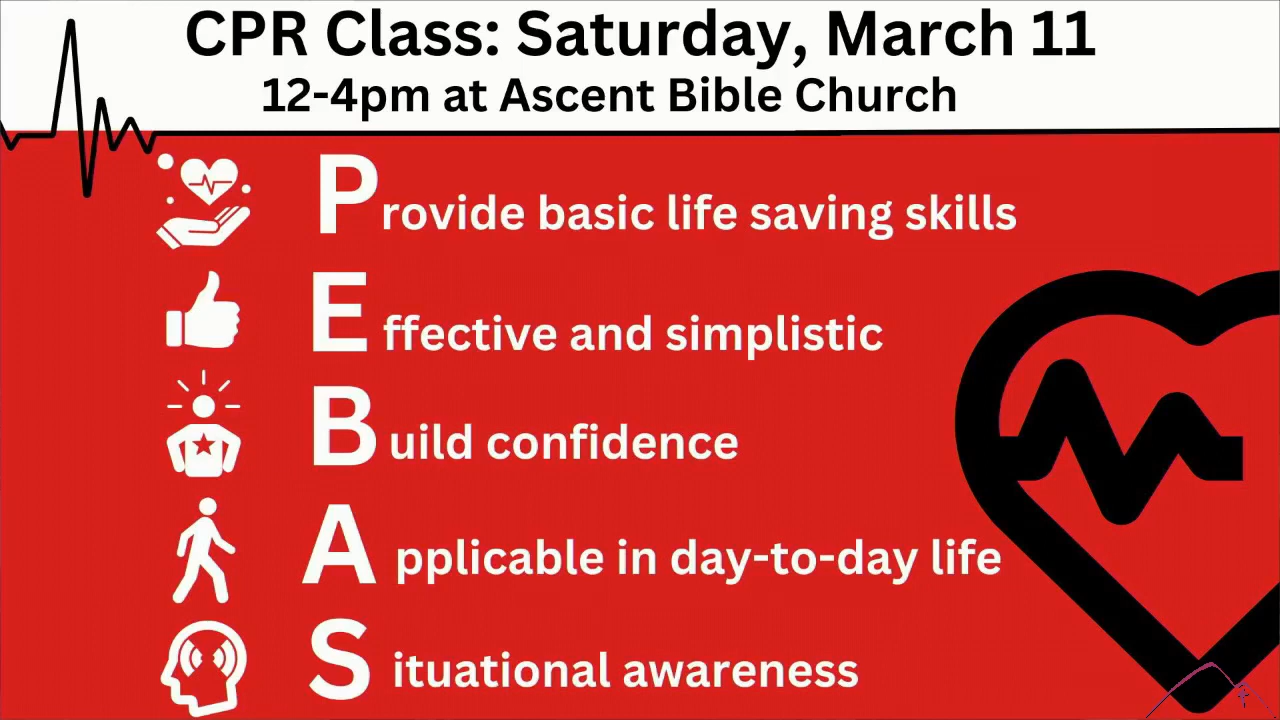 CPR Class: Saturday, March 11
12-4pm at Ascent Bible Church
Provide basic life saving skills
Effective and simplistic
Build confidence
Applicable in day-to-day life
Situational awareness